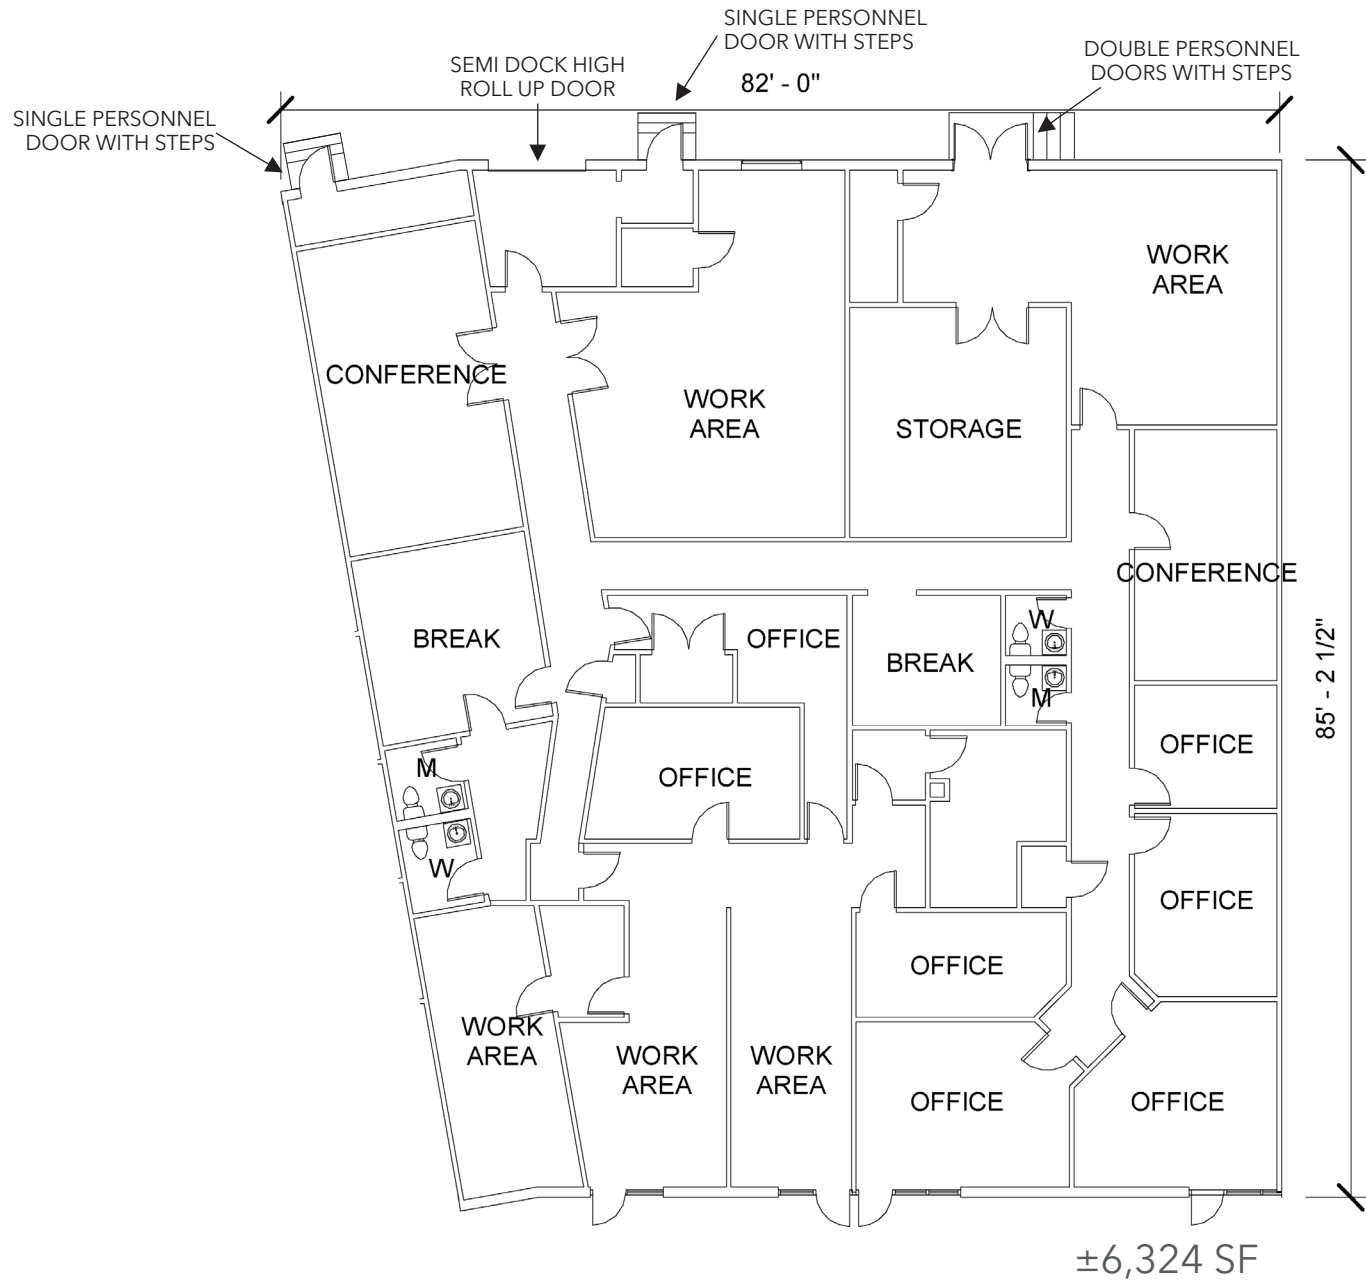 SINGLE PERSONNEL
DOOR WITH STEPS
DOUBLE PERSONNEL
DOORS WITH STEPS
SEMI DOCK HIGH
ROLL UP DOOR
82' - 0"
SINGLE PERSONNEL
DOOR WITH STEPS
WORK
AREA
CONFERENCE
WORK
AREA
STORAGE
CONFERENCE
BREAK
OFFICE
BREAK
W
M
85' - 2 1/2"
OFFICE
OFFICE
M
W
OFFICE
OFFICE
WORK
AREA
WORK
AREA
WORK
AREA
OFFICE
OFFICE
±6,324 SF